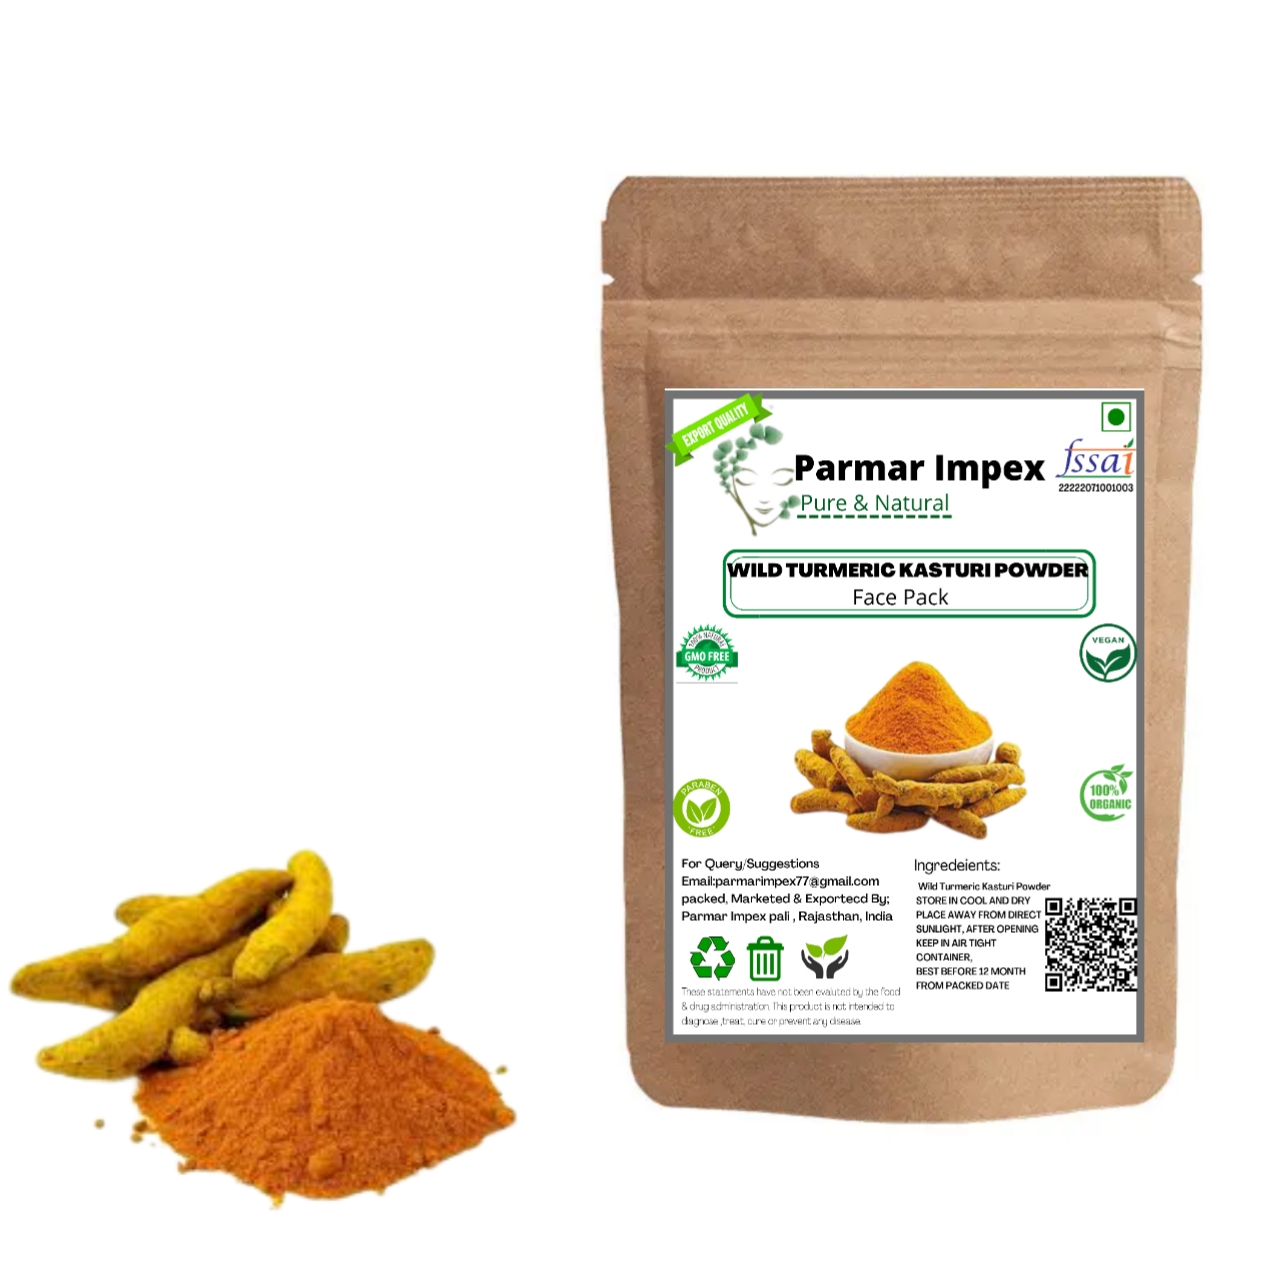 EXPORT QUALITY
Parmar Impex
Pure & Natural
fssai
22222071001003
WILD TURMERIC KASTURI POWDER
Face Pack
100% NATURAL
GMO FREE
PRODUCT
VEGAN
PARABEN
FREE
100%
ORGANIC
For Query/Suggestions
Email:parmarimpex77@gmail.com
packed, Marketed & Exportecd By;
Parmar Impex pali , Rajasthan, India
These statements have not been evaluted by the food
& drug administration. This product is not intended to
diagnose ,treat, cure or prevent any disease.
Ingredeients:
Wild Turmeric Kasturi Powder
STORE IN COOL AND DRY
PLACE AWAY FROM DIRECT
SUNLIGHT, AFTER OPENING
KEEP IN AIR TIGHT
CONTAINER,
BEST BEFORE 12 MONTH
FROM PACKED DATE